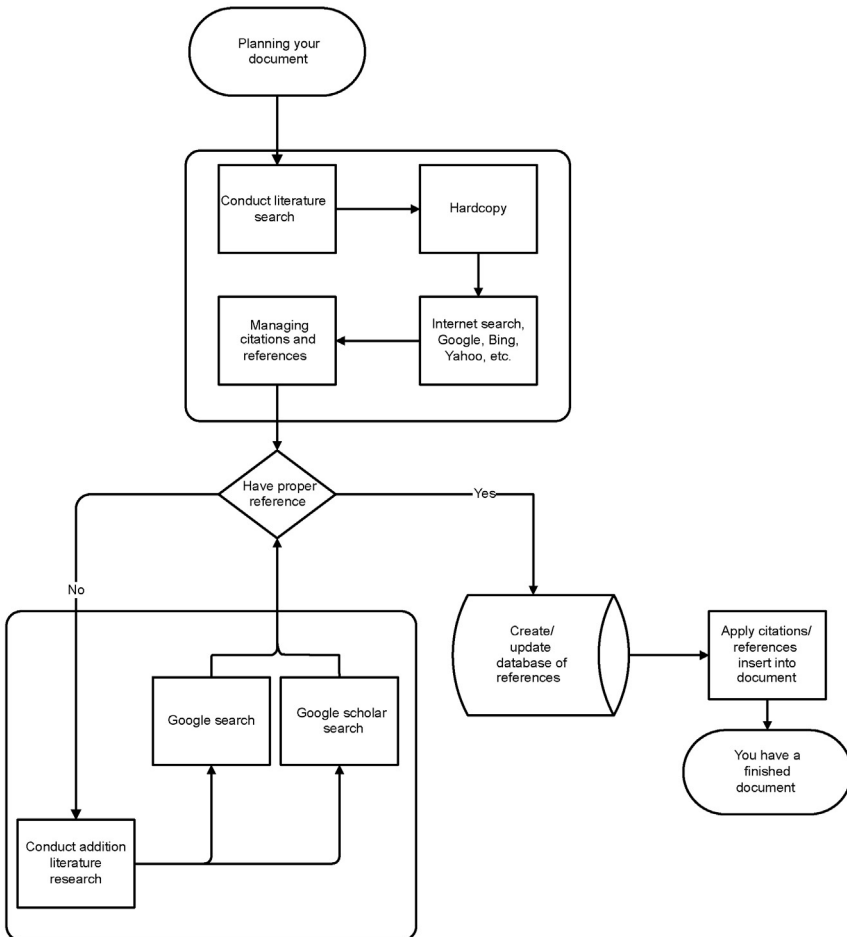 Planning your
document
Conduct literature
search
Hardcopy
Managing
citations and
references
Internet search,
Google, Bing,
Yahoo, etc.
Have proper
reference
Yes
No
Create/
update
database of
references
Apply citations/
references
insert into
document
Google search
Google scholar
search
You have a
finished
document
Conduct addition
literature
research